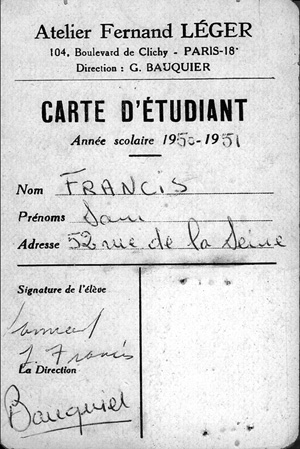 Atelier Fernand LÉGER
104, Boulevard de Clichy - PARIS-18e
Direction : G. BAUQUIER
CARTE D'ÉTUDIANT
Année scolaire 1950-1951
Nom FRANCIS
Prénoms Sam
Adresse 52 rue de la Seine
Signature de l'élève
Samuel
J. Francis
La Direction
Bauquier